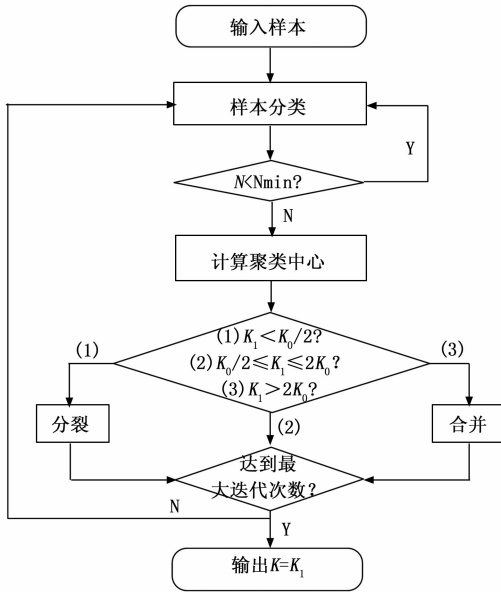 输入样本
样本分类
Y
N<Nmin?
N
计算聚类中心
(1)K₁<K₀/2?
(1)
(2)K₀/2≤K₁≤2K₀?
(3)
(3)K₁>2K₀?
分裂
(2)
合并
达到最
大迭代次数?
N
Y
输出K=K₁